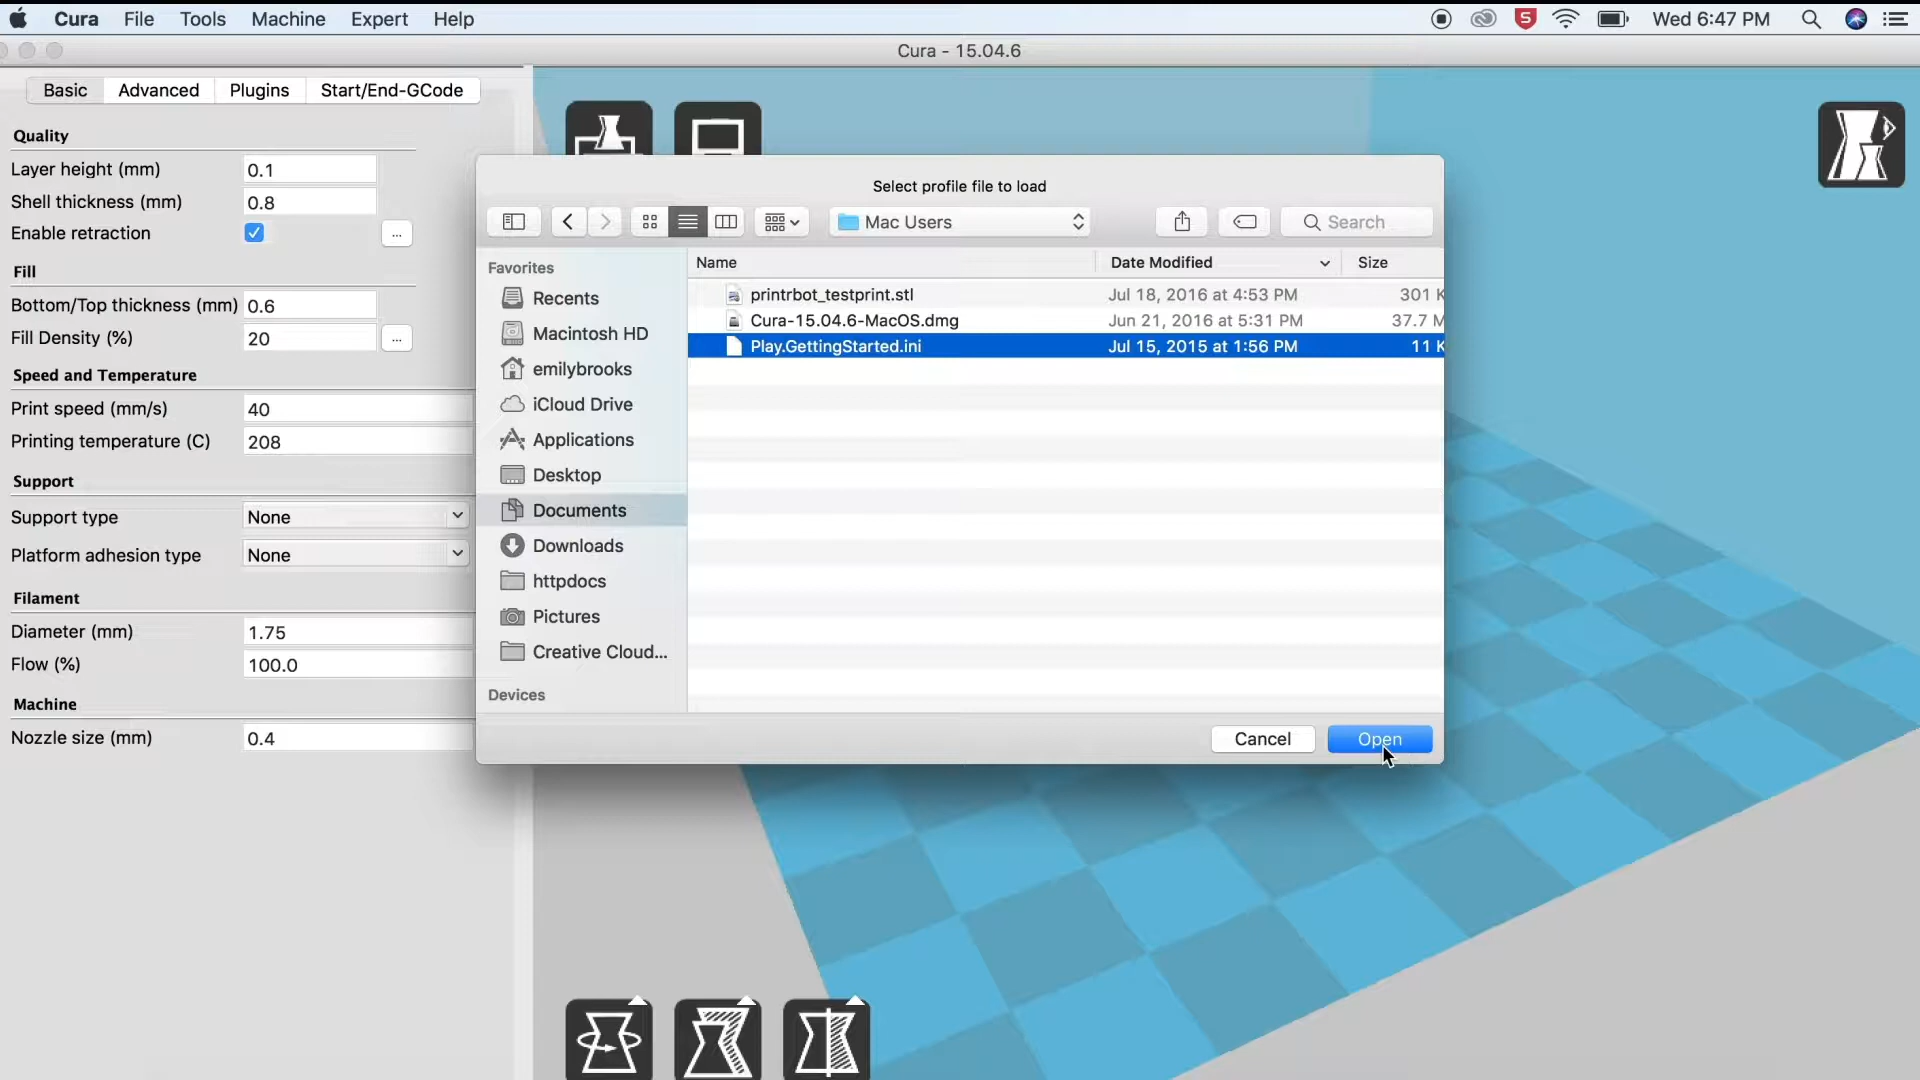 Cura File Tools Machine Expert Help Wed 6:47 PM
Cura - 15.04.6
Basic Advanced Plugins Start/End-GCode
Quality
Layer height (mm) 0.1
Shell thickness (mm) 0.8
Enable retraction ...
Fill
Bottom/Top thickness (mm) 0.6
Fill Density (%) 20 ...
Speed and Temperature
Print speed (mm/s) 40
Printing temperature (C) 208
Support
Support type None
Platform adhesion type None
Filament
Diameter (mm) 1.75
Flow (%) 100.0
Machine
Nozzle size (mm) 0.4
Select profile file to load
Mac Users Search
Favorites
Recents
Macintosh HD
emilybrooks
iCloud Drive
Applications
Desktop
Documents
Downloads
httpdocs
Pictures
Creative Cloud...
Devices
Name Date Modified Size
printrbot_testprint.stl Jul 18, 2016 at 4:53 PM 301 K
Cura-15.04.6-MacOS.dmg Jun 21, 2016 at 5:31 PM 37.7 M
Play.GettingStarted.ini Jul 15, 2015 at 1:56 PM 11 K
Cancel Open